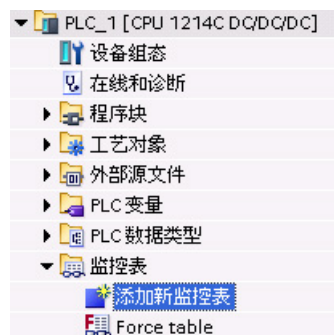 PLC_1 [CPU 1214C DC/DC/DC]
设备组态
在线和诊断
程序块
工艺对象
外部源文件
PLC 变量
PLC 数据类型
监控表
添加新监控表
Force table